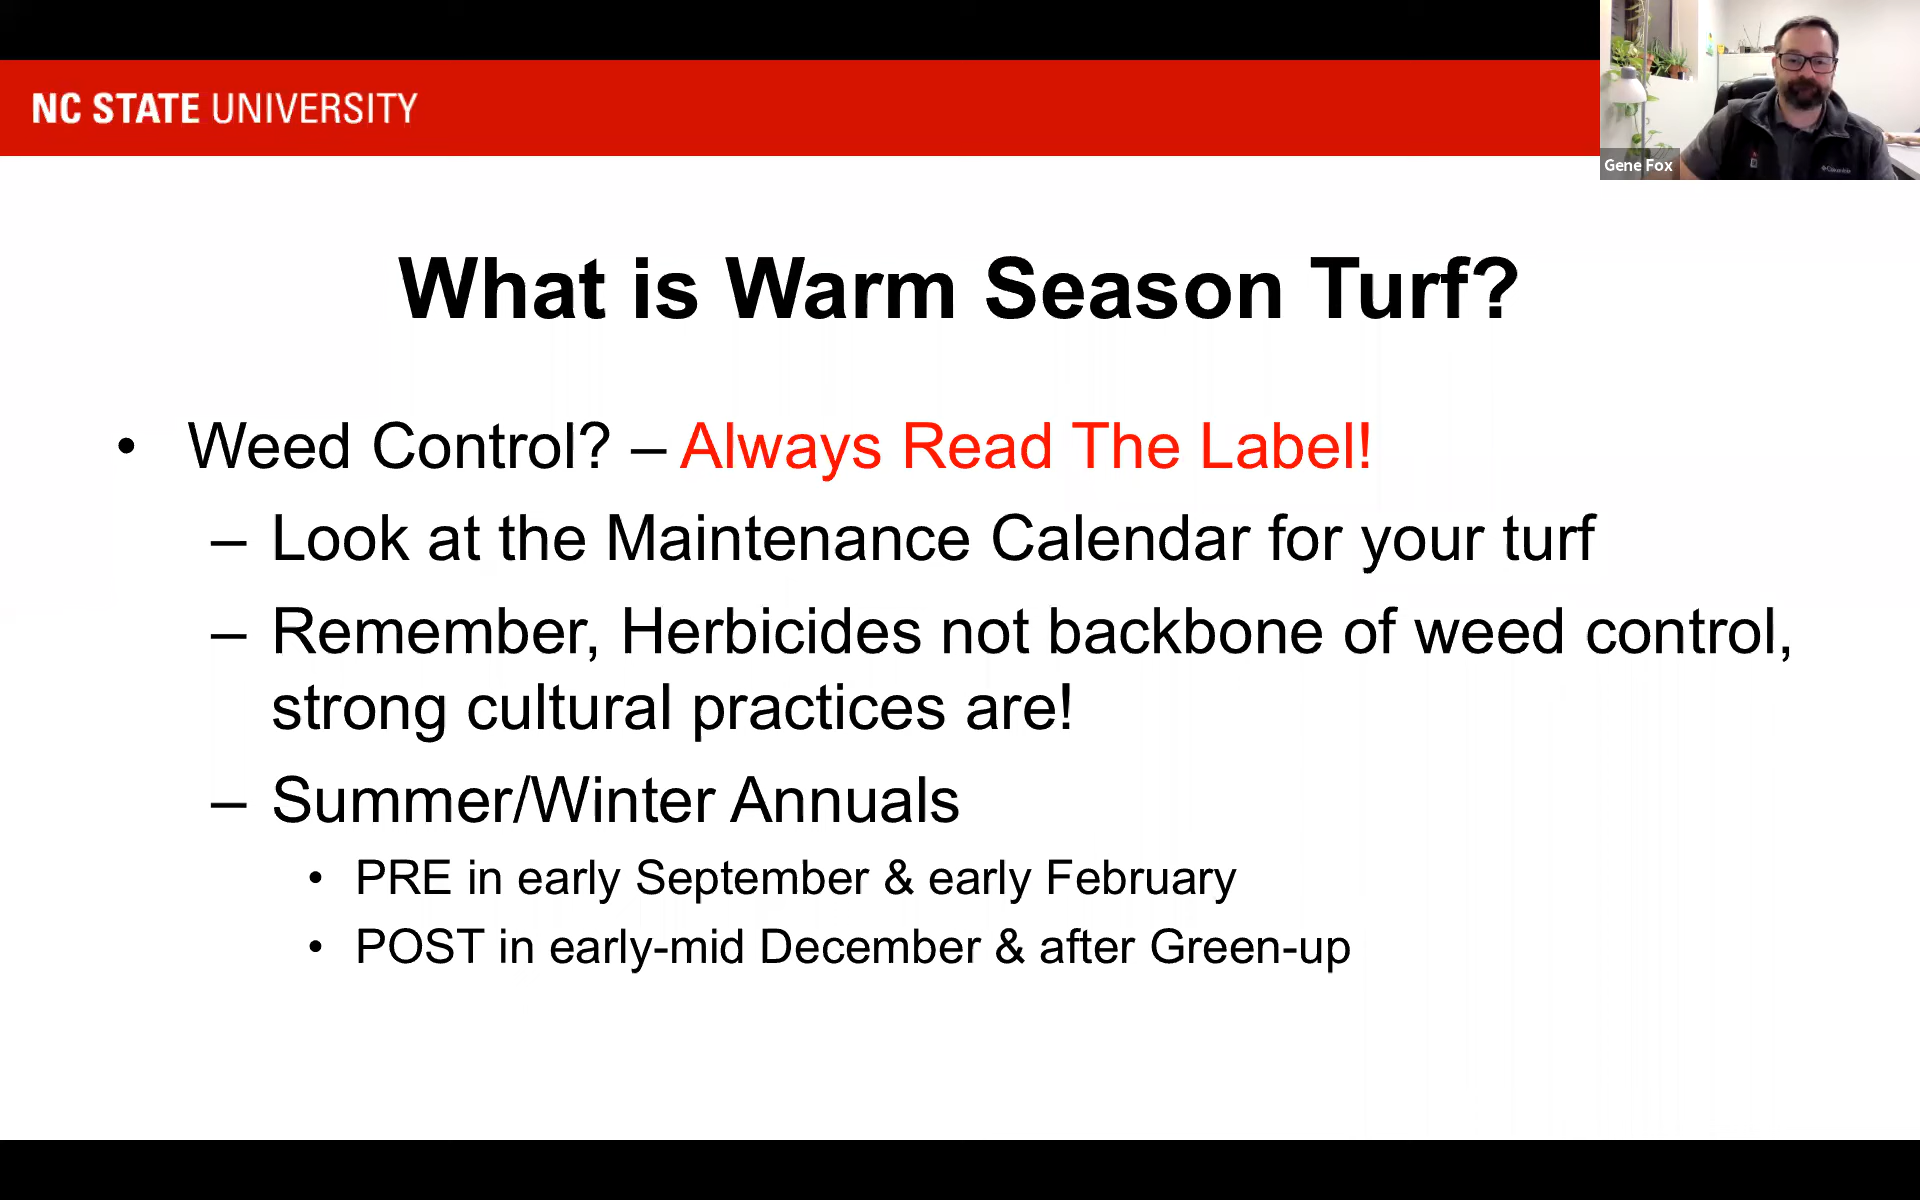 NC STATE UNIVERSITY
Gene Fox
What is Warm Season Turf?
• Weed Control? – Always Read The Label!
– Look at the Maintenance Calendar for your turf
– Remember, Herbicides not backbone of weed control,
strong cultural practices are!
– Summer/Winter Annuals
• PRE in early September & early February
• POST in early-mid December & after Green-up